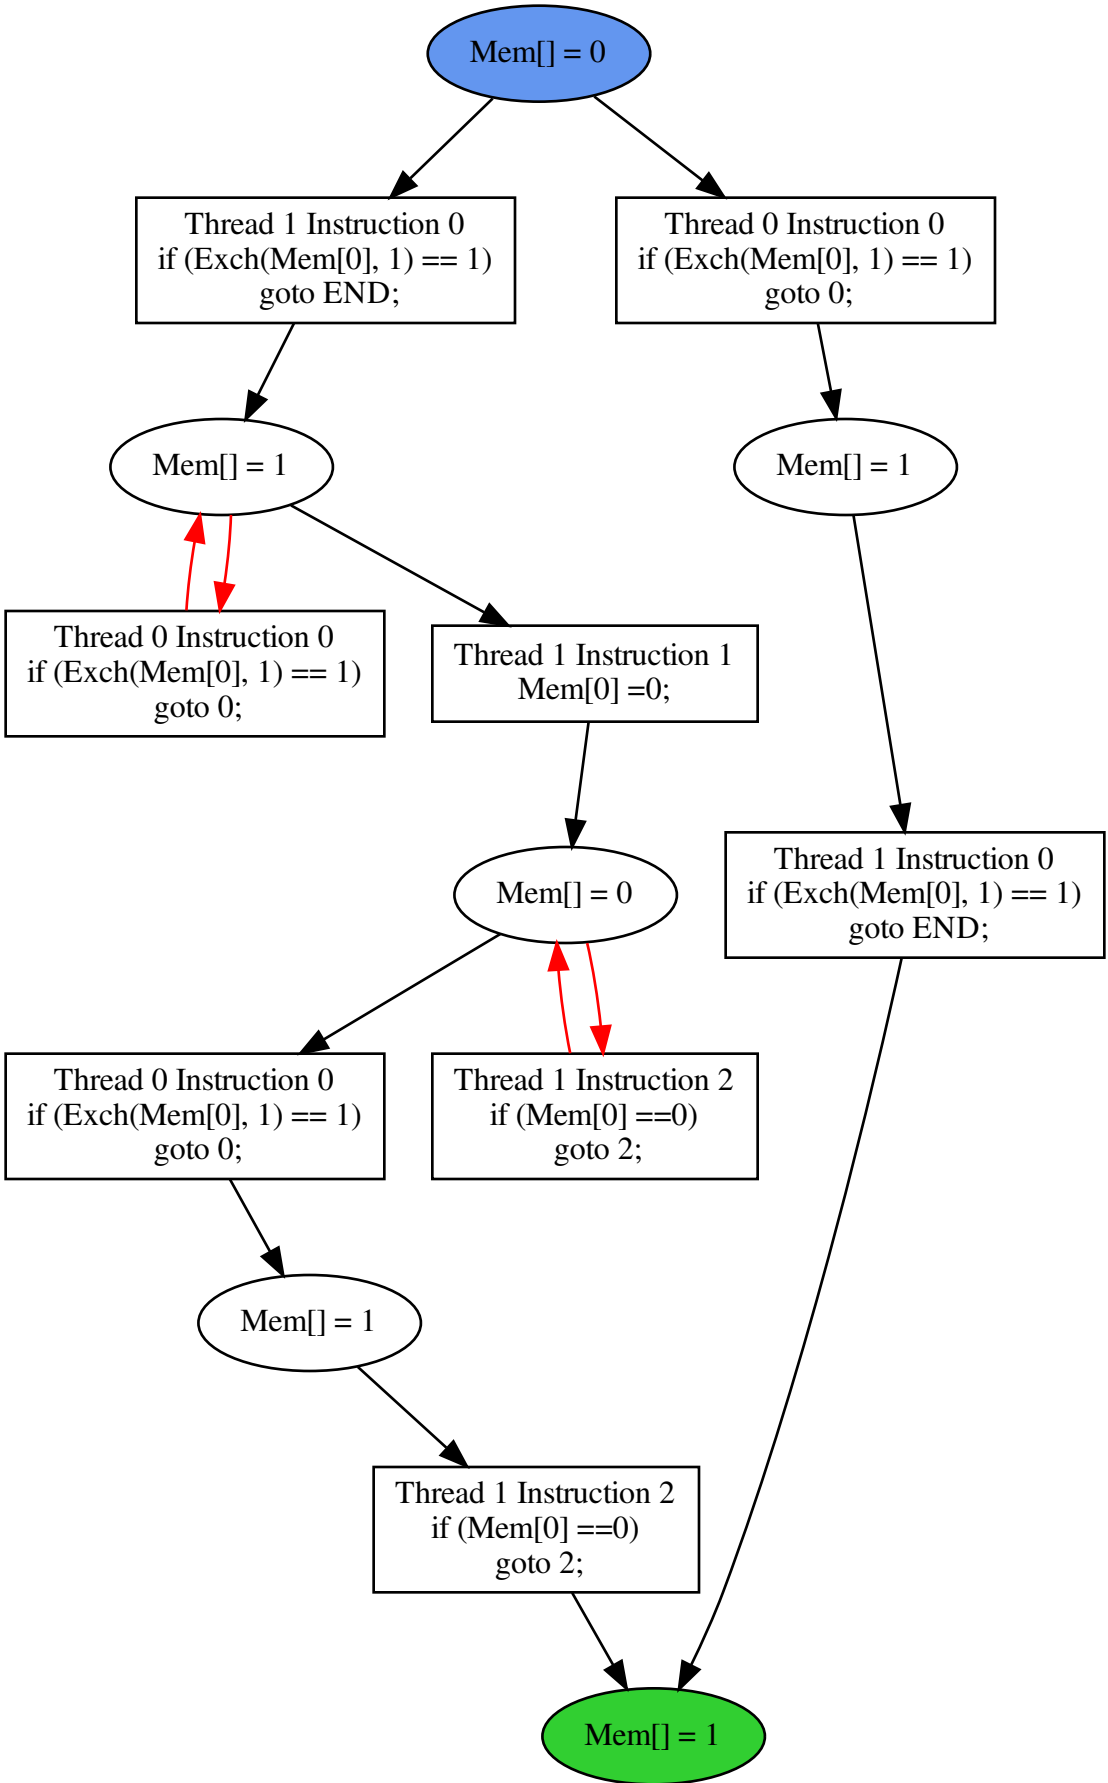 Mem[] = 0
Thread 1 Instruction 0
if (Exch(Mem[0], 1) == 1)
goto END;
Thread 0 Instruction 0
if (Exch(Mem[0], 1) == 1)
goto 0;
Mem[] = 1
Mem[] = 1
Thread 0 Instruction 0
if (Exch(Mem[0], 1) == 1)
goto 0;
Thread 1 Instruction 1
Mem[0] =0;
Mem[] = 0
Thread 1 Instruction 0
if (Exch(Mem[0], 1) == 1)
goto END;
Thread 0 Instruction 0
if (Exch(Mem[0], 1) == 1)
goto 0;
Thread 1 Instruction 2
if (Mem[0] ==0)
goto 2;
Mem[] = 1
Thread 1 Instruction 2
if (Mem[0] ==0)
goto 2;
Mem[] = 1